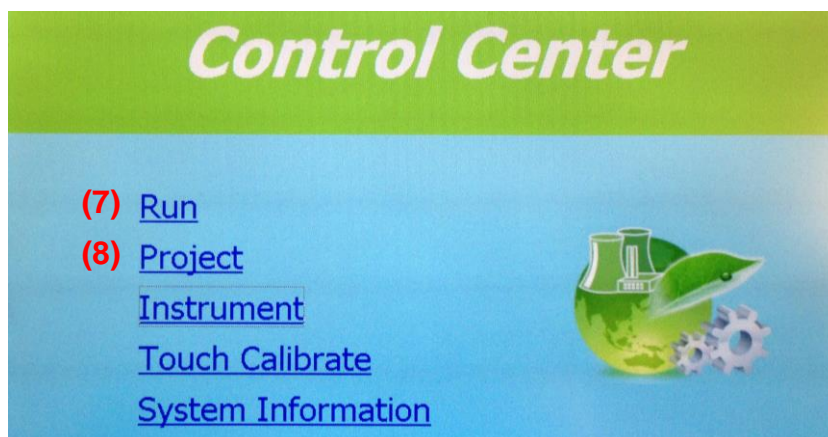 Control Center
(7) Run
(8) Project
Instrument
Touch Calibrate
System Information